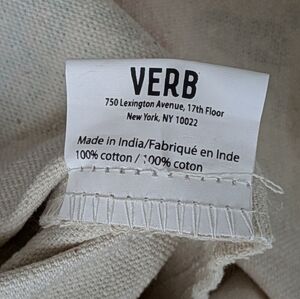 VERB
750 Lexington Avenue, 17th Floor
New York, NY 10022
Made in India/Fabriqué en Inde
100% cotton / 100% coton